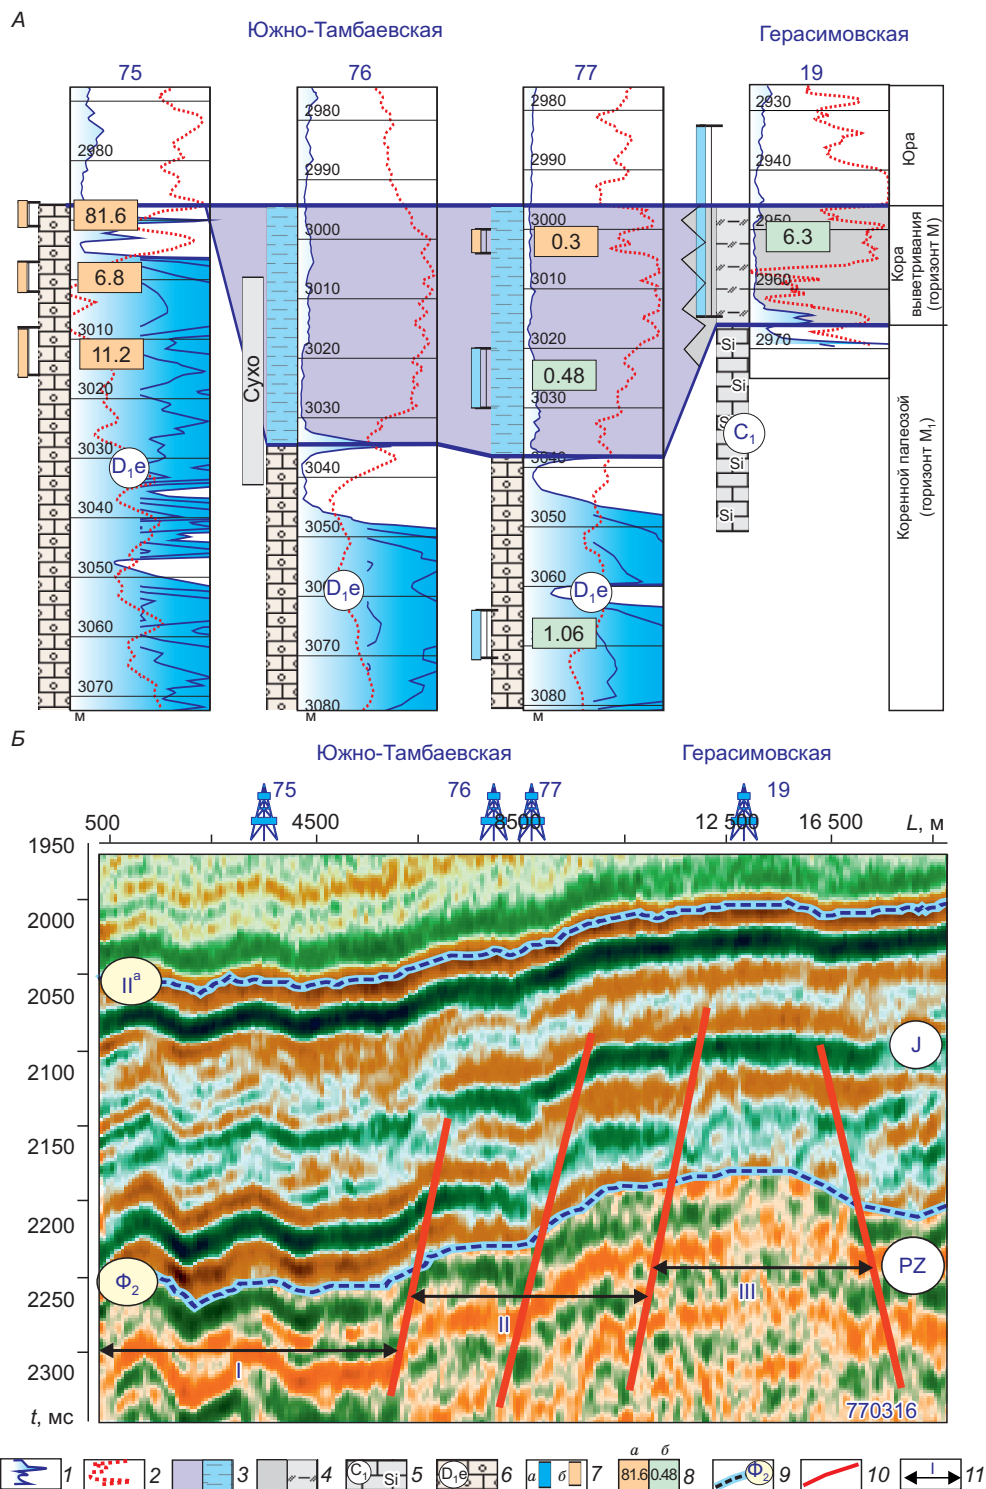 А
Южно-Тамбаевская
Герасимовская
75
76
77
19
2980
3010
3020
3030
3040
3050
3060
3070
м
81.6
6.8
11.2
D₁e
2980
2990
3000
3010
3020
3030
3040
3050
3070
3080
Сухо
D₁e
2980
2990
3000
3010
3020
3030
3040
3050
3060
3080
м
0.3
0.48
1.06
D₁e
2930
2940
2950
2960
2970
6.3
Si
Si
C₁
Si
Si
Юра
Кора
выветривания
(горизонт М)
Коренной палеозой
(горизонт М₁)
Б
Южно-Тамбаевская
Герасимовская
75
76
77
19
500
4500
8500
12 500
16 500
L, м
1950
2000
2050
2100
2150
2200
2250
2300
t, мс
IIᵃ
Ф₂
J
PZ
I
II
III
770316
1
2
3
4
C₁
Si
5
D₁e
6
а
б
7
а
б
81.6
0.48
8
Ф₂
9
10
I
11